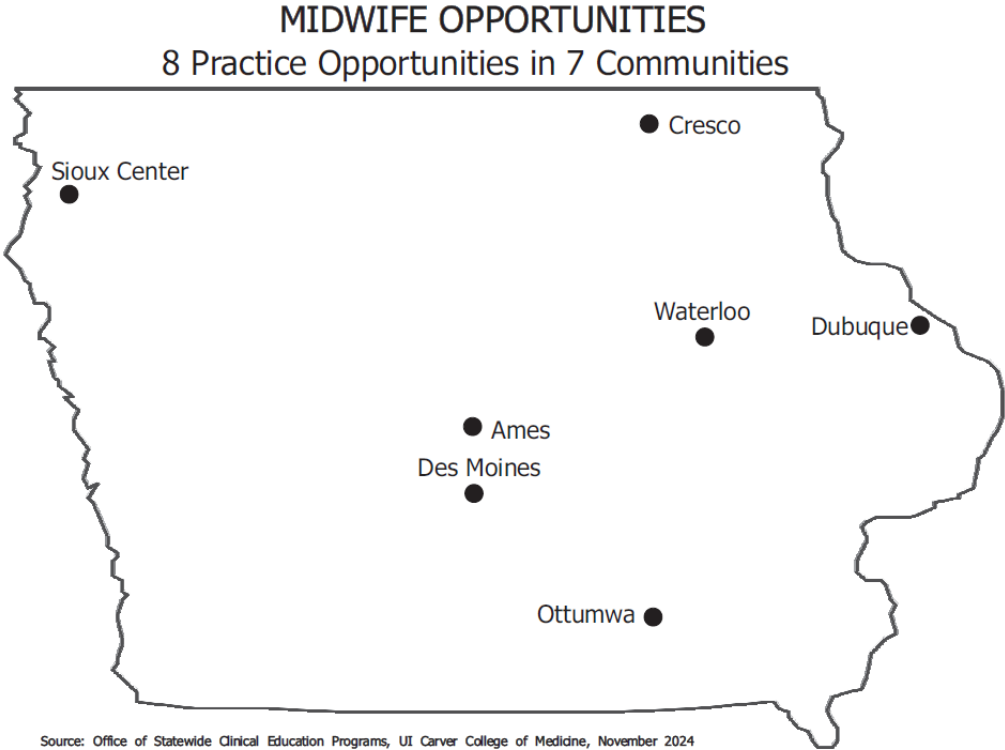 MIDWIFE OPPORTUNITIES
8 Practice Opportunities in 7 Communities
Cresco
Sioux Center
Waterloo
Dubuque
Ames
Des Moines
Ottumwa
Source: Office of Statewide Clinical Education Programs, UI Carver College of Medicine, November 2024